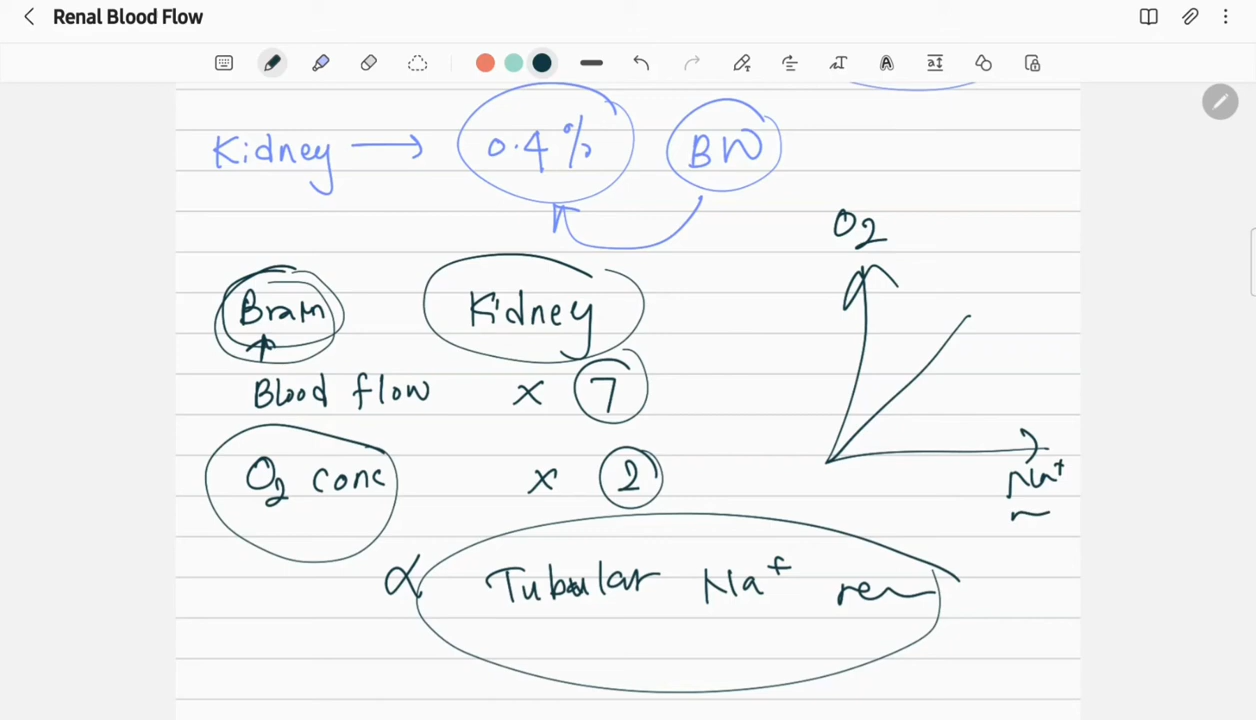 Renal Blood Flow
Kidney → 0.4% BW
O2
Brain Kidney
Blood flow x 7
O2 conc x 2
Na+
α Tubular Na+